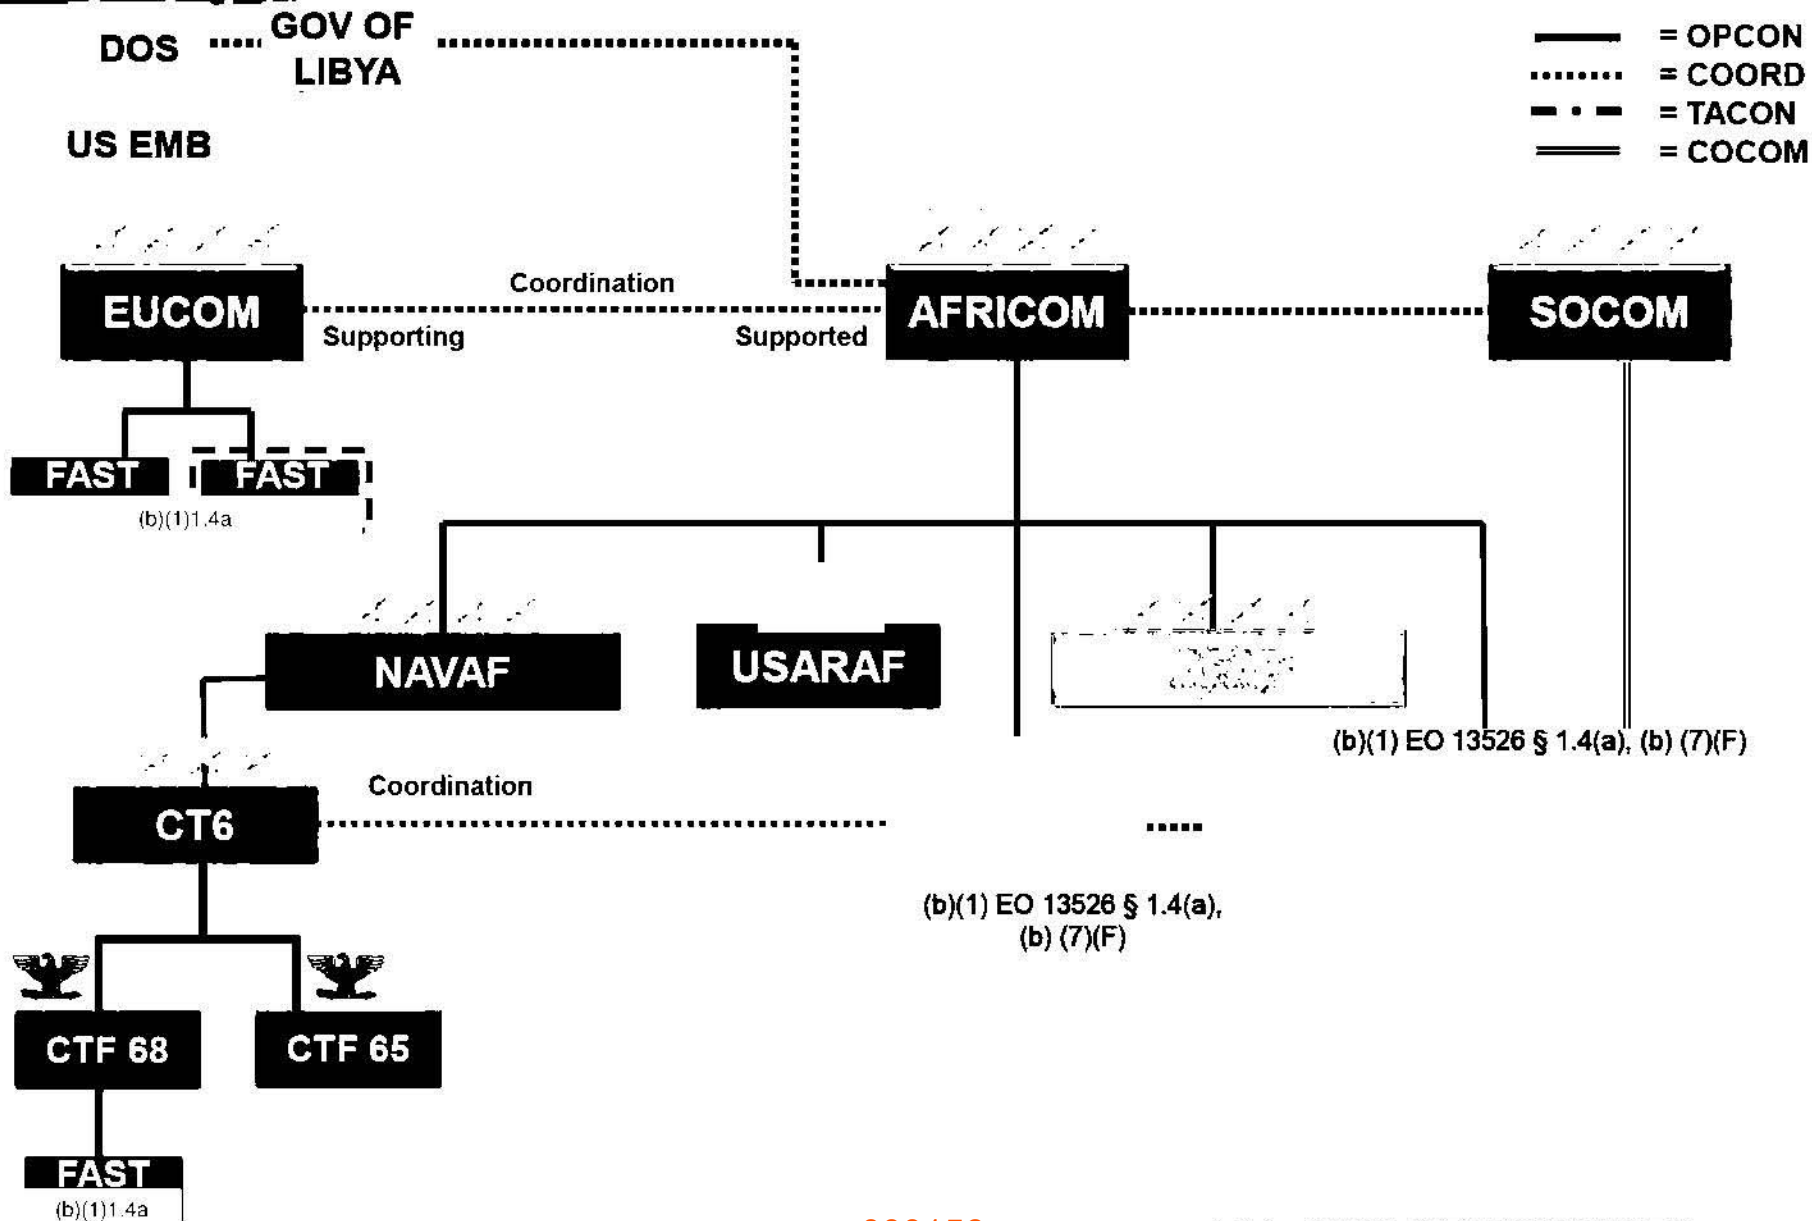 DOS
GOV OF
LIBYA
US EMB
= OPCON
= COORD
= TACON
= COCOM
EUCOM
Coordination
Supporting
Supported
AFRICOM
SOCOM
FAST
FAST
(b)(1)1.4a
NAVAF
USARAF
(b)(1) EO 13526 § 1.4(a), (b) (7)(F)
CT6
Coordination
(b)(1) EO 13526 § 1.4(a),
(b) (7)(F)
CTF 68
CTF 65
FAST
(b)(1)1.4a